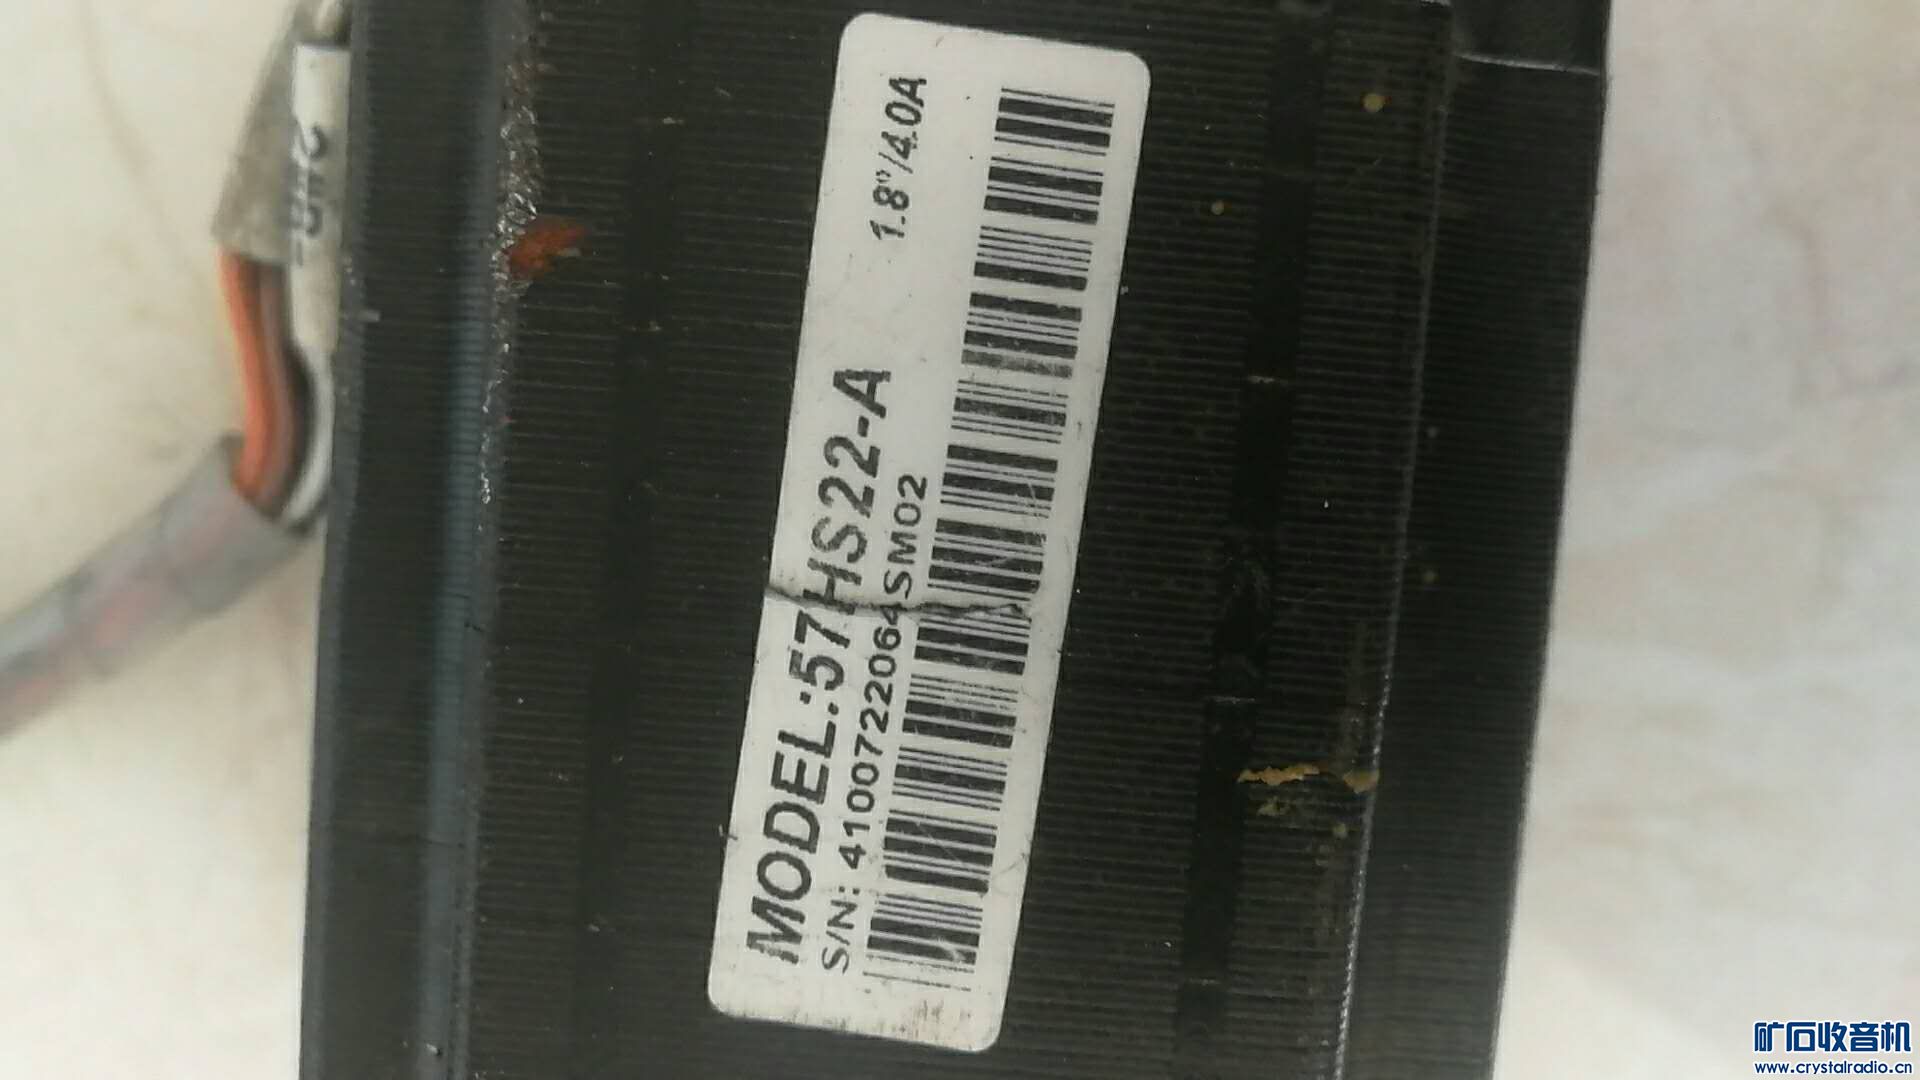 MODEL:57HS22-A 1.8°/4.0A
S/N: 4100722064SM02
矿石收音机
www.crystalradio.cn